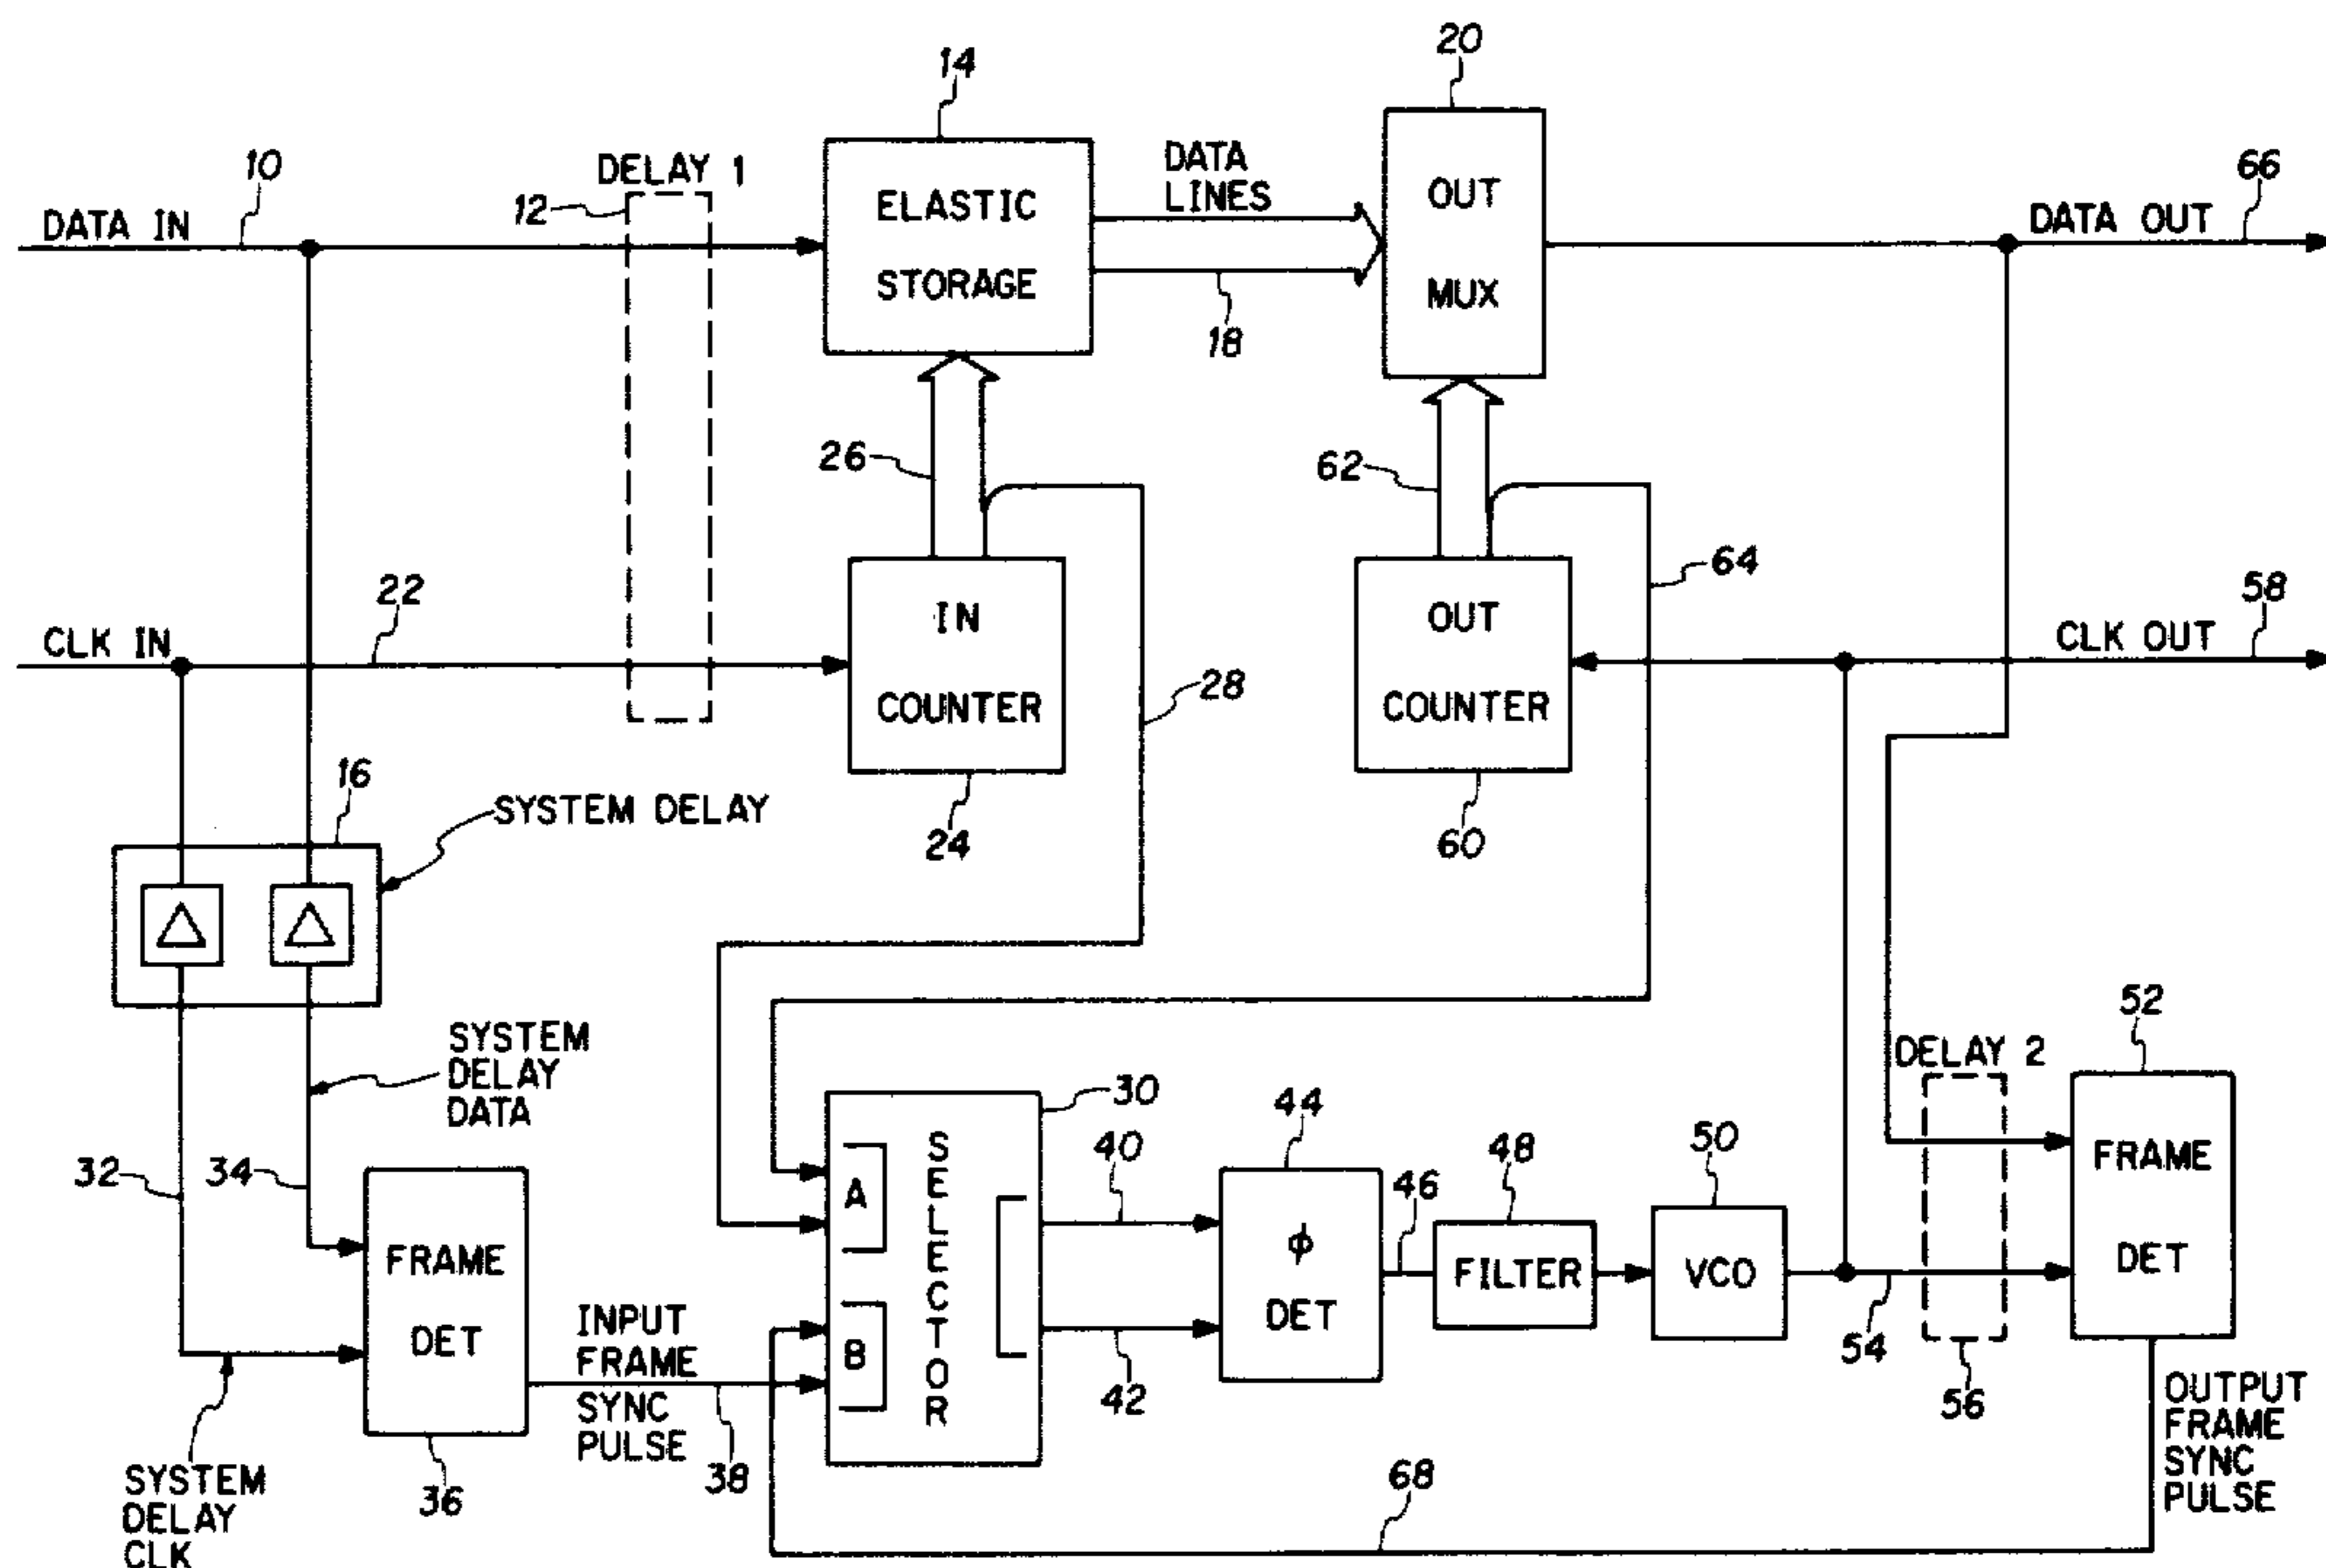 20
14
10
DELAY 1
DATA
LINES
66
12
ELASTIC
STORAGE
OUT
MUX
DATA IN
DATA OUT
18
26
62
64
22
58
CLK IN
IN
COUNTER
OUT
COUNTER
CLK OUT
28
16
SYSTEM DELAY
24
60
52
SYSTEM
DELAY
DATA
DELAY 2
30
44
50
32
34
A
B
SELECTOR
40
46
48
FRAME
DET
FRAME
DET
ϕ
DET
FILTER
VCO
INPUT
FRAME
SYNC
PULSE
42
54
56
38
36
SYSTEM
DELAY
CLK
68
OUTPUT
FRAME
SYNC
PULSE